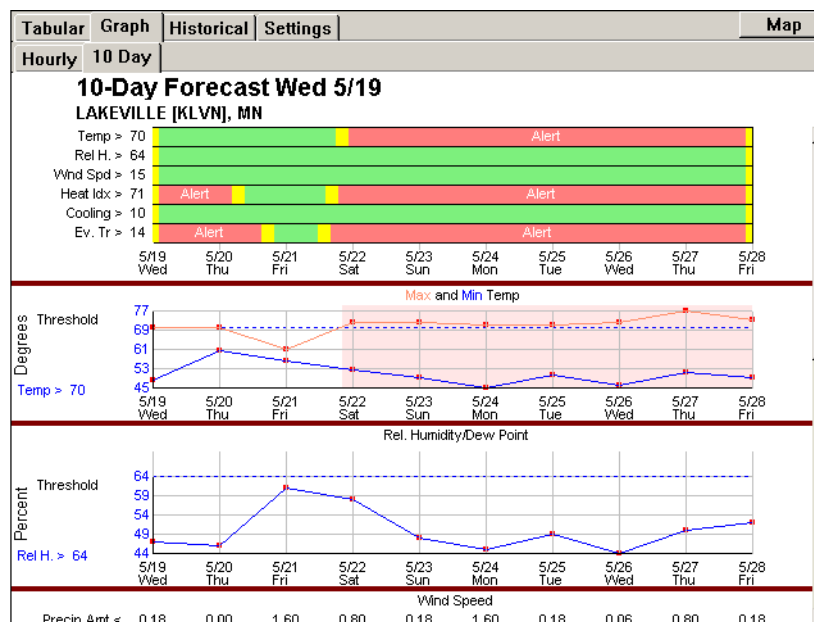 Tabular Graph Historical Settings Map
Hourly 10 Day
10-Day Forecast Wed 5/19
LAKEVILLE [KLVN], MN
Temp > 70 Alert
Rel H. > 64
Wnd Spd > 15
Heat Idx > 71 Alert Alert
Cooling > 10
Ev. Tr > 14 Alert Alert
5/19 5/20 5/21 5/22 5/23 5/24 5/25 5/26 5/27 5/28
Wed Thu Fri Sat Sun Mon Tue Wed Thu Fri
Max and Min Temp
Degrees
Threshold
Temp > 70
77
69
61
53
45
5/19 5/20 5/21 5/22 5/23 5/24 5/25 5/26 5/27 5/28
Wed Thu Fri Sat Sun Mon Tue Wed Thu Fri
Rel. Humidity/Dew Point
Percent
Threshold
Rel H. > 64
64
59
54
49
44
5/19 5/20 5/21 5/22 5/23 5/24 5/25 5/26 5/27 5/28
Wed Thu Fri Sat Sun Mon Tue Wed Thu Fri
Wind Speed
Precip Amt < 0.18 0.00 1.60 0.80 0.18 1.60 0.18 0.06 0.80 0.18